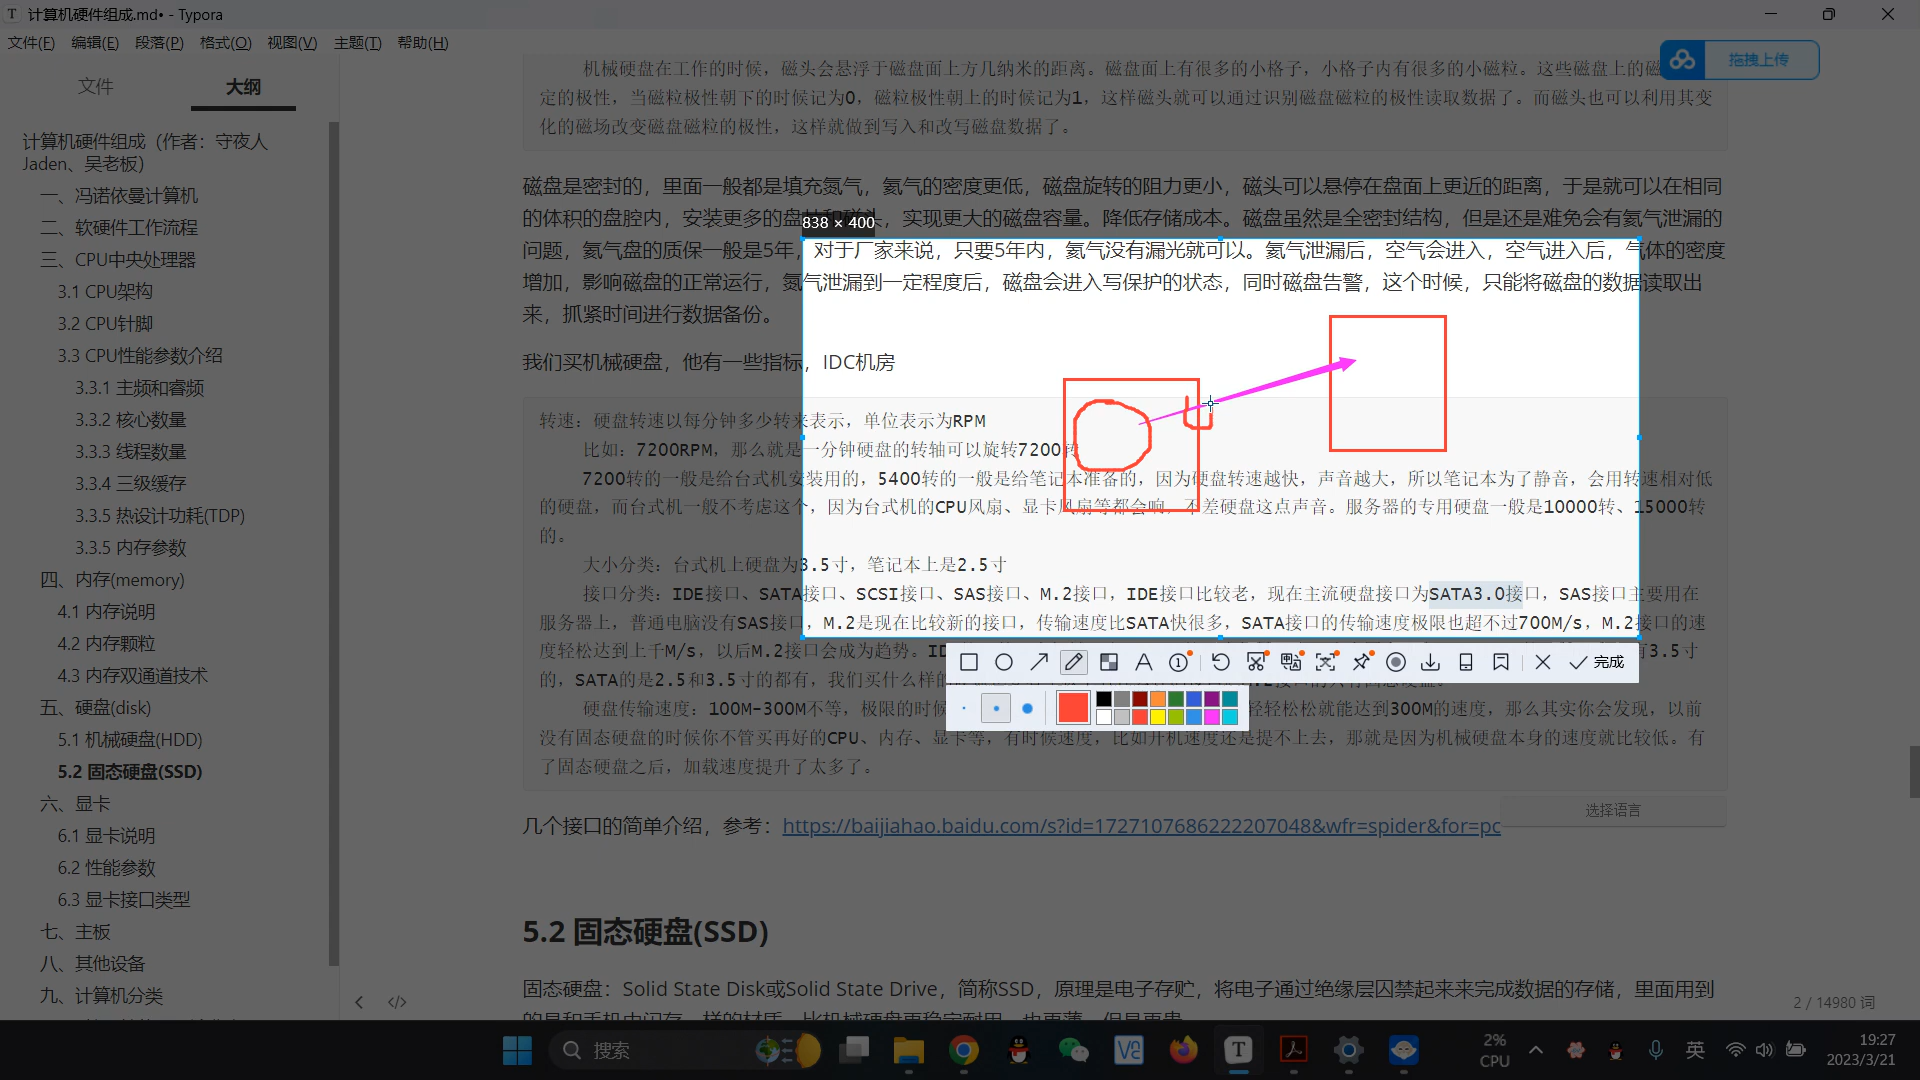 计算机硬件组成.md• - Typora
文件(F) 编辑(E) 段落(P) 格式(O) 视图(V) 主题(T) 帮助(H)
文件 大纲
计算机硬件组成（作者：守夜人
Jaden、吴老板）
一、冯诺依曼计算机
二、软硬件工作流程
三、CPU中央处理器
3.1 CPU架构
3.2 CPU针脚
3.3 CPU性能参数介绍
3.3.1 主频和睿频
3.3.2 核心数量
3.3.3 线程数量
3.3.4 三级缓存
3.3.5 热设计功耗(TDP)
3.3.5 内存参数
四、内存(memory)
4.1 内存说明
4.2 内存颗粒
4.3 内存双通道技术
五、硬盘(disk)
5.1 机械硬盘(HDD)
5.2 固态硬盘(SSD)
六、显卡
6.1 显卡说明
6.2 性能参数
6.3 显卡接口类型
七、主板
八、其他设备
九、计算机分类
拖拽上传
机械硬盘在工作的时候，磁头会悬浮于磁盘面上方几纳米的距离。磁盘面上有很多的小格子，小格子内有很多的小磁粒。这些磁盘上的磁
定的极性，当磁粒极性朝下的时候记为0，磁粒极性朝上的时候记为1，这样磁头就可以通过识别磁盘磁粒的极性读取数据了。而磁头也可以利用其变
化的磁场改变磁盘磁粒的极性，这样就做到写入和改写磁盘数据了。
磁盘是密封的，里面一般都是填充氮气，氦气的密度更低，磁盘旋转的阻力更小，磁头可以悬停在盘面上更近的距离，于是就可以在相同
的体积的盘腔内，安装更多的盘片和磁头，实现更大的磁盘容量。降低存储成本。磁盘虽然是全密封结构，但是还是难免会有氦气泄漏的
838 × 400
问题，氦气盘的质保一般是5年，对于厂家来说，只要5年内，氦气没有漏光就可以。氦气泄漏后，空气会进入，空气进入后，气体的密度
增加，影响磁盘的正常运行，氮气泄漏到一定程度后，磁盘会进入写保护的状态，同时磁盘告警，这个时候，只能将磁盘的数据读取出
来，抓紧时间进行数据备份。
我们买机械硬盘，他有一些指标，IDC机房
转速：硬盘转速以每分钟多少转来表示，单位表示为RPM
比如：7200RPM，那么就是一分钟硬盘的转轴可以旋转7200转
7200转的一般是给台式机安装用的，5400转的一般是给笔记本准备的，因为硬盘转速越快，声音越大，所以笔记本为了静音，会用转速相对低
的硬盘，而台式机一般不考虑这个，因为台式机的CPU风扇、显卡风扇等都会响，不差硬盘这点声音。服务器的专用硬盘一般是10000转、15000转
的。
大小分类：台式机上硬盘为3.5寸，笔记本上是2.5寸
接口分类：IDE接口、SATA接口、SCSI接口、SAS接口、M.2接口，IDE接口比较老，现在主流硬盘接口为SATA3.0接口，SAS接口主要用在
服务器上，普通电脑没有SAS接口，M.2是现在比较新的接口，传输速度比SATA快很多，SATA接口的传输速度极限也超不过700M/s，M.2接口的速
度轻松达到上千M/s，以后M.2接口会成为趋势。 有3.5寸
的，SATA的是2.5和3.5寸的都有，我们买什么样的
完成
硬盘传输速度：100M-300M不等，极限的时候 轻轻松松就能达到300M的速度，那么其实你会发现，以前
没有固态硬盘的时候你不管买再好的CPU、内存、显卡等，有时候速度，比如开机速度还是提不上去，那就是因为机械硬盘本身的速度就比较低。有
了固态硬盘之后，加载速度提升了太多了。
选择语言
几个接口的简单介绍，参考：https://baijiahao.baidu.com/s?id=1727107686222207048&wfr=spider&for=pc
5.2 固态硬盘(SSD)
固态硬盘：Solid State Disk或Solid State Drive，简称SSD，原理是电子存贮，将电子通过绝缘层囚禁起来来完成数据的存储，里面用到
2 / 14980 词
搜索
2%
CPU
英
19:27
2023/3/21